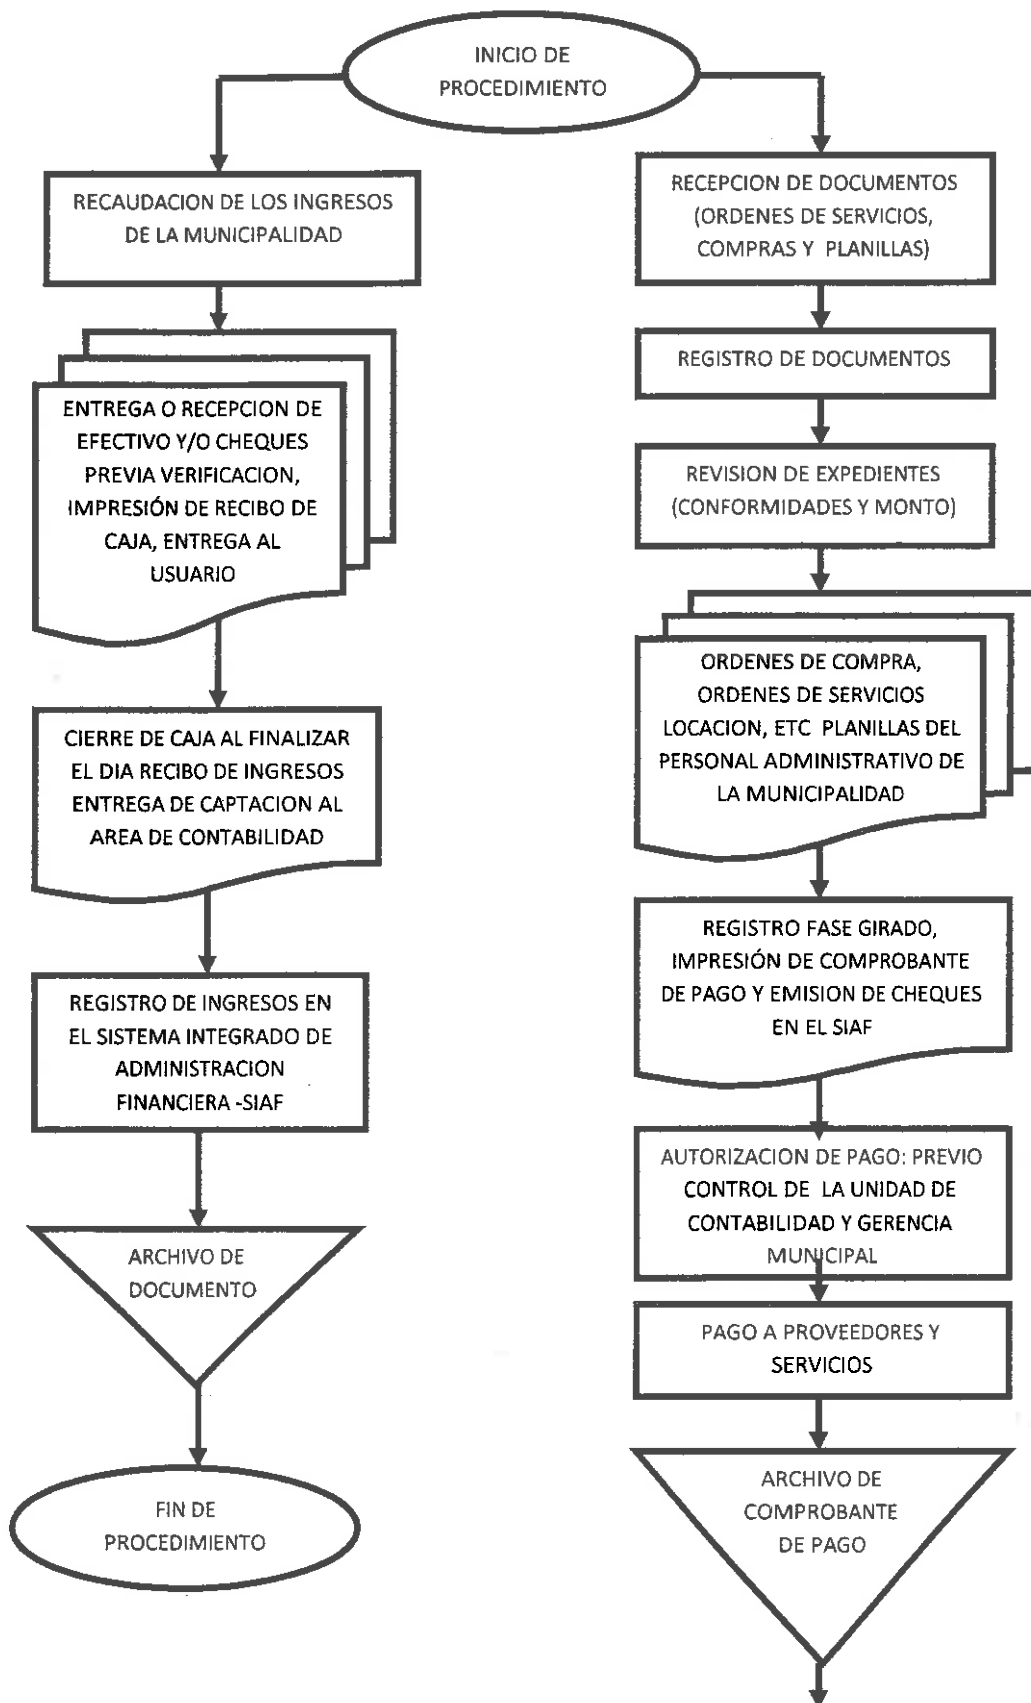 INICIO DE
PROCEDIMIENTO
RECAUDACION DE LOS INGRESOS
DE LA MUNICIPALIDAD
ENTREGA O RECEPCION DE
EFECTIVO Y/O CHEQUES
PREVIA VERIFICACION,
IMPRESIÓN DE RECIBO DE
CAJA, ENTREGA AL
USUARIO
CIERRE DE CAJA AL FINALIZAR
EL DIA RECIBO DE INGRESOS
ENTREGA DE CAPTACION AL
AREA DE CONTABILIDAD
REGISTRO DE INGRESOS EN
EL SISTEMA INTEGRADO DE
ADMINISTRACION
FINANCIERA -SIAF
ARCHIVO DE
DOCUMENTO
FIN DE
PROCEDIMIENTO
RECEPCION DE DOCUMENTOS
(ORDENES DE SERVICIOS,
COMPRAS Y PLANILLAS)
REGISTRO DE DOCUMENTOS
REVISION DE EXPEDIENTES
(CONFORMIDADES Y MONTO)
ORDENES DE COMPRA,
ORDENES DE SERVICIOS
LOCACION, ETC PLANILLAS DEL
PERSONAL ADMINISTRATIVO DE
LA MUNICIPALIDAD
REGISTRO FASE GIRADO,
IMPRESIÓN DE COMPROBANTE
DE PAGO Y EMISION DE CHEQUES
EN EL SIAF
AUTORIZACION DE PAGO: PREVIO
CONTROL DE LA UNIDAD DE
CONTABILIDAD Y GERENCIA
MUNICIPAL
PAGO A PROVEEDORES Y
SERVICIOS
ARCHIVO DE
COMPROBANTE
DE PAGO